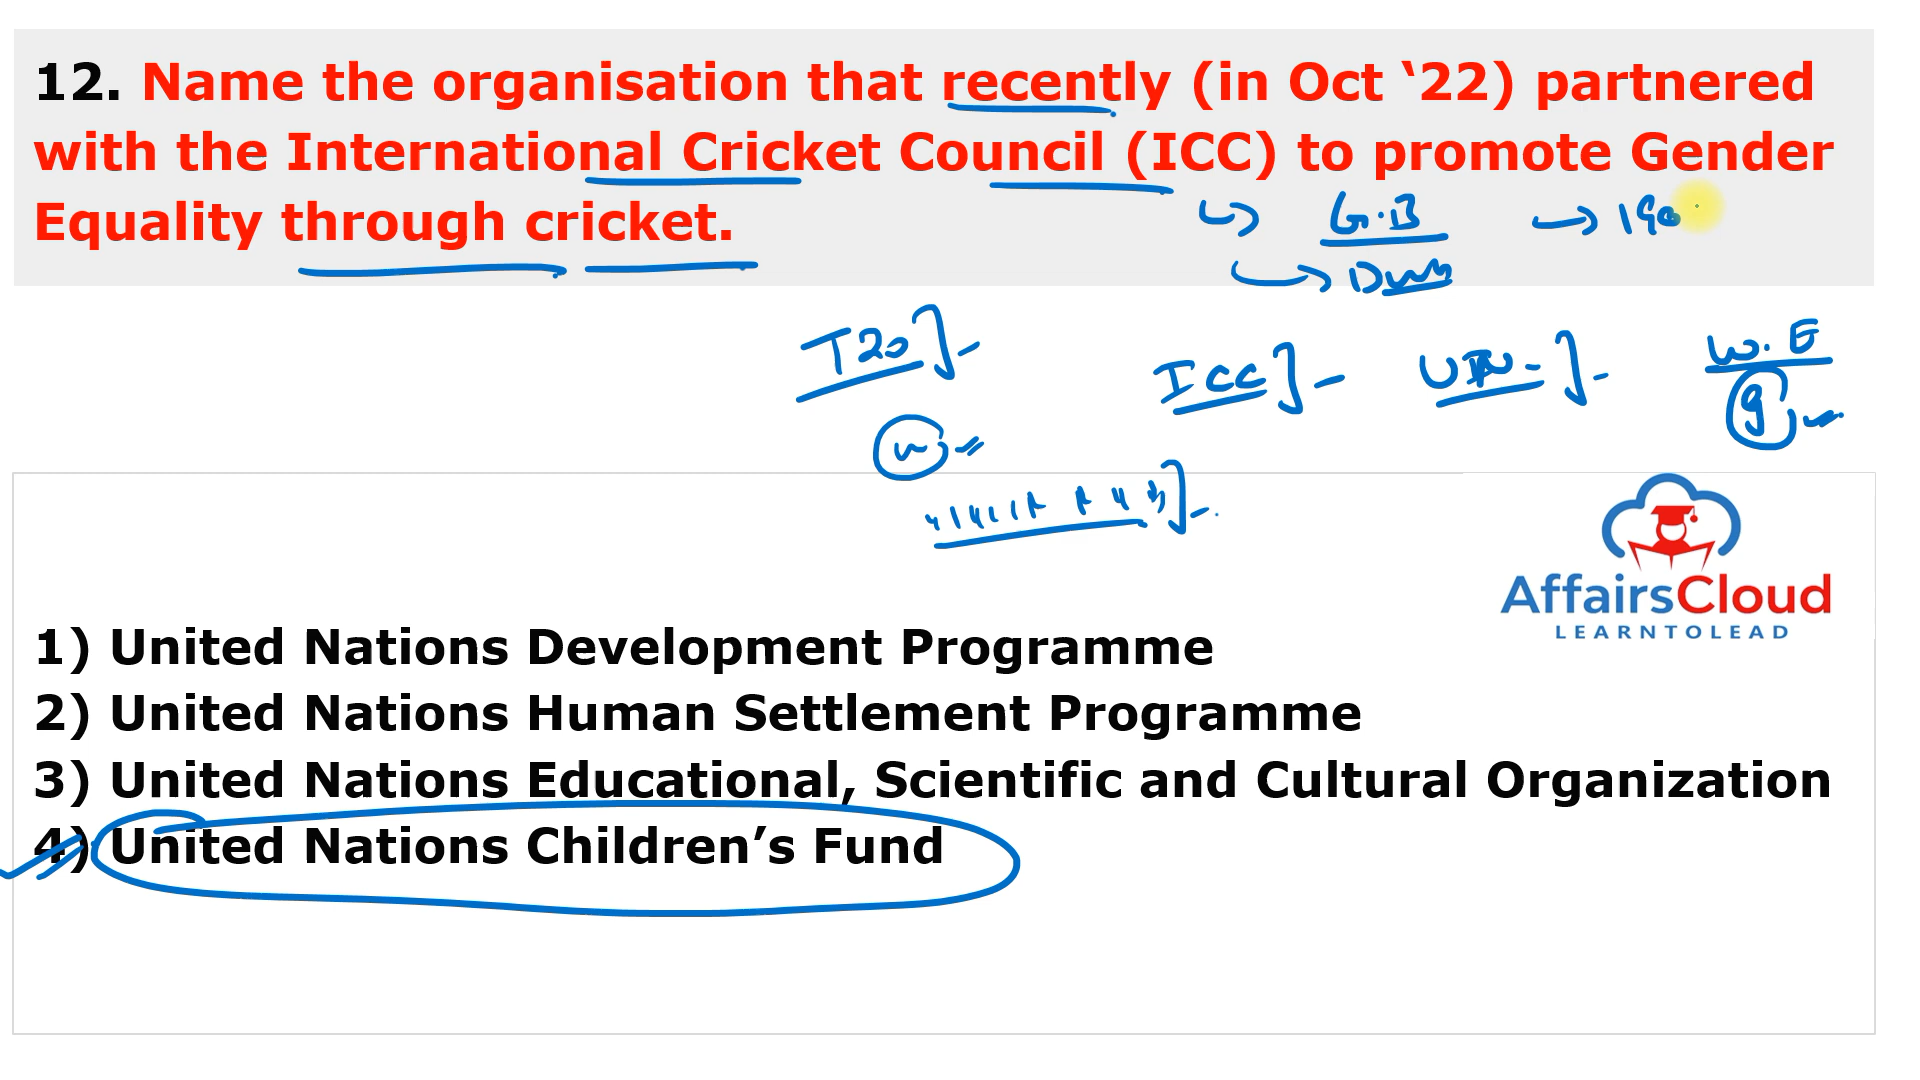 12. Name the organisation that recently (in Oct ‘22) partnered
with the International Cricket Council (ICC) to promote Gender
Equality through cricket.
G.B
T20
ICC
W.E
AffairsCloud
LEARNTOLEAD
1) United Nations Development Programme
2) United Nations Human Settlement Programme
3) United Nations Educational, Scientific and Cultural Organization
4) United Nations Children’s Fund